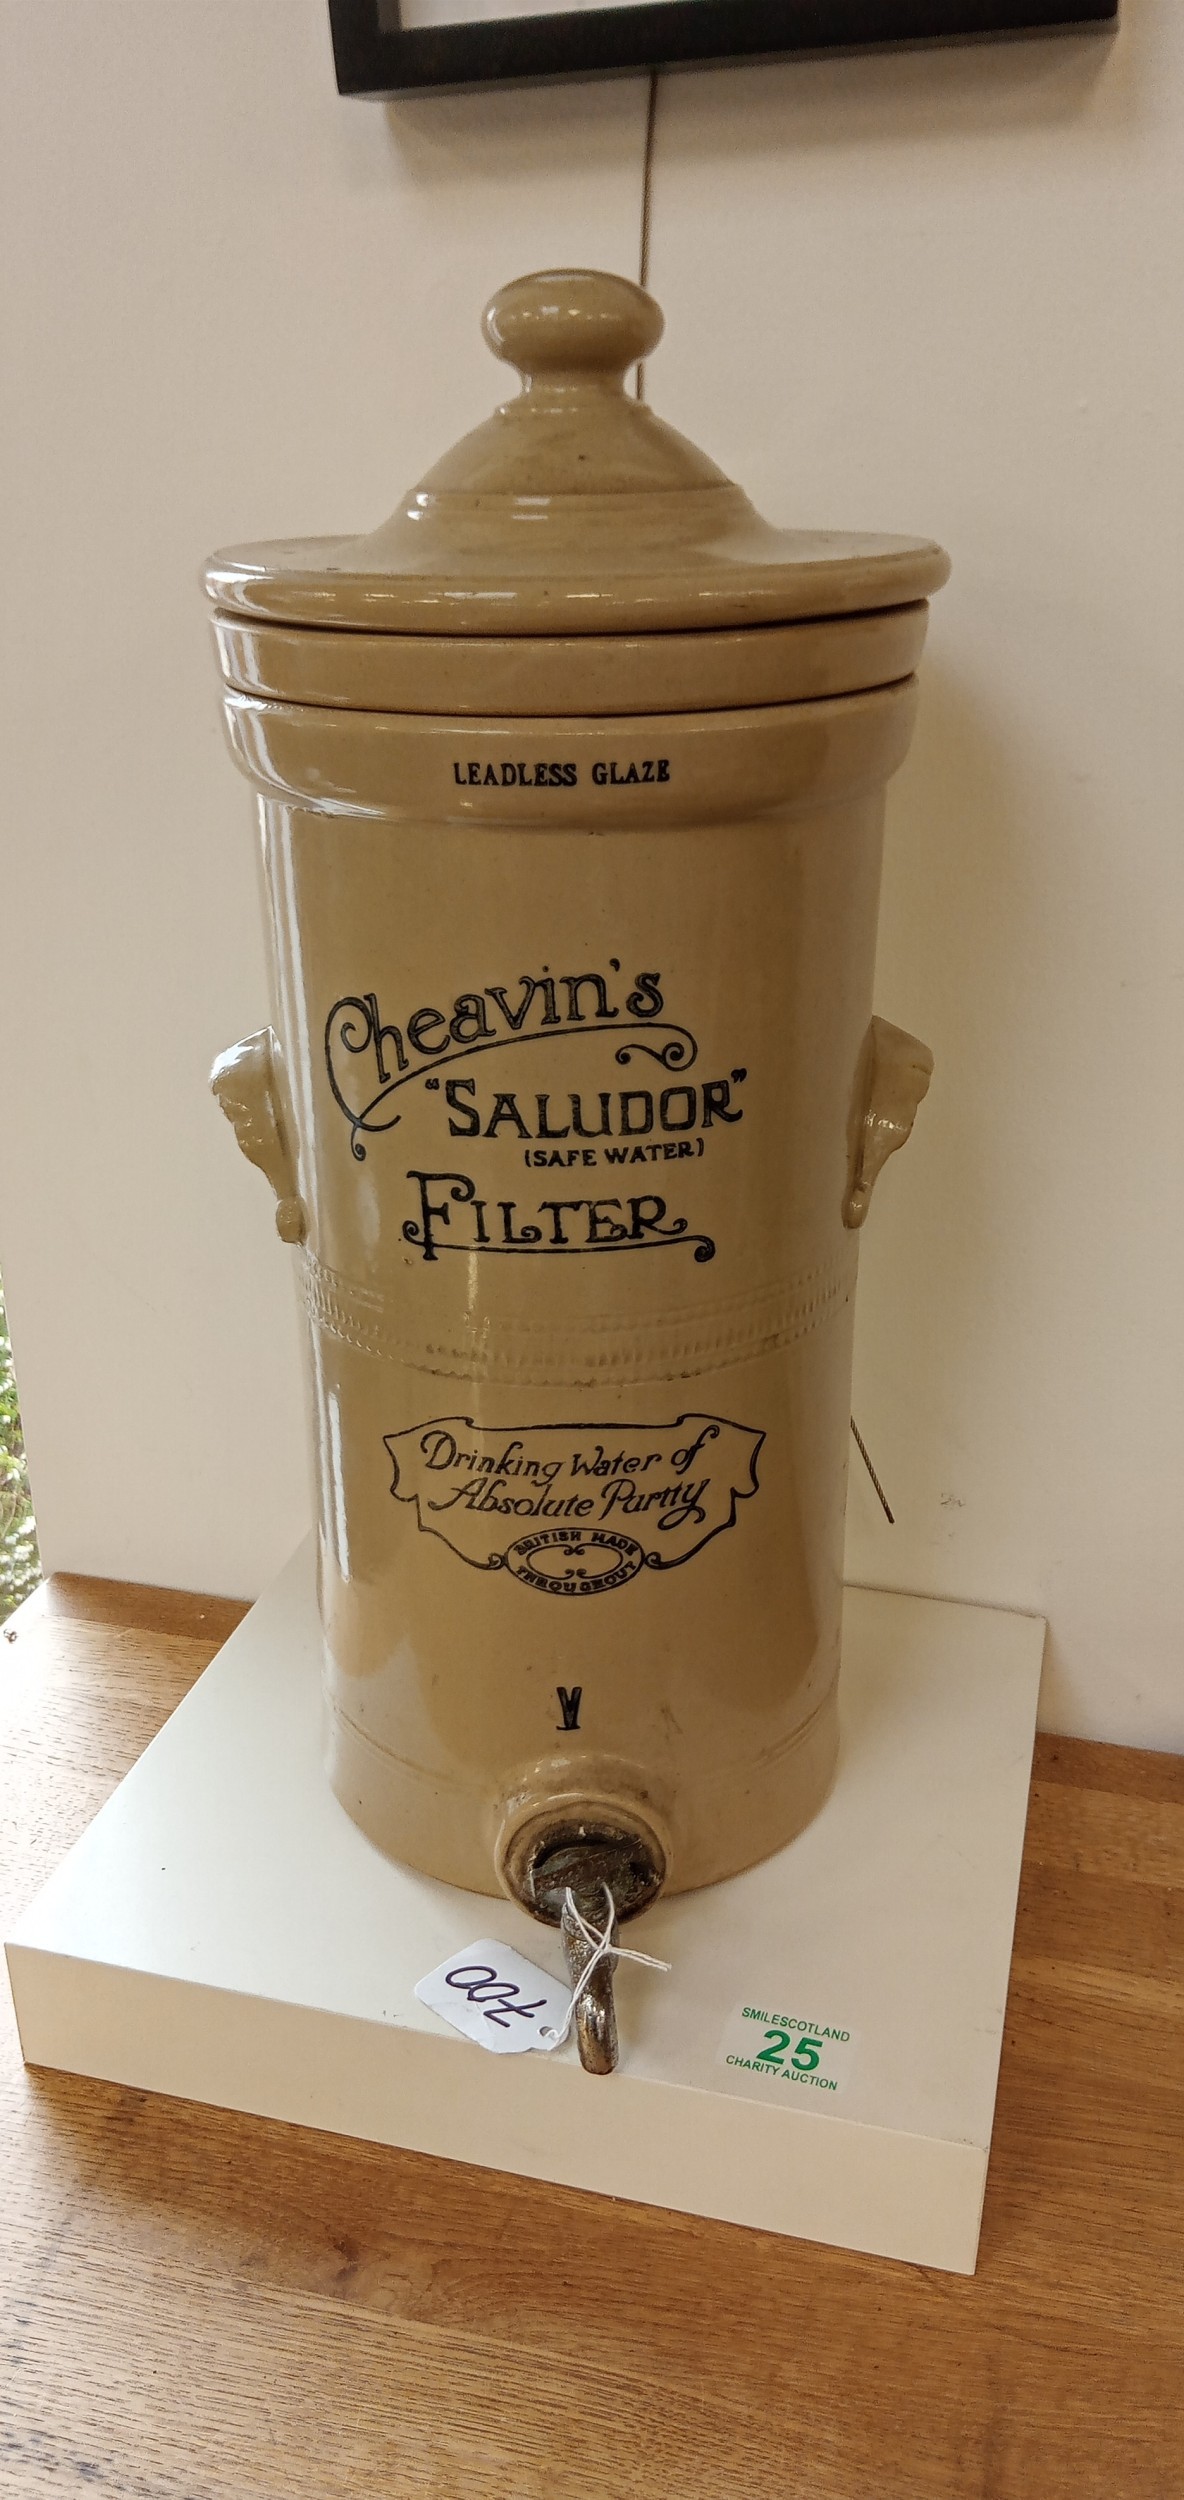 LEADLESS GLAZE
Cheavin's
"SALUDOR"
(SAFE WATER)
FILTER
Drinking Water of
Absolute Purity
BRITISH MADE
THROUGHOUT
V
700
SMILESCOTLAND
25
CHARITY AUCTION